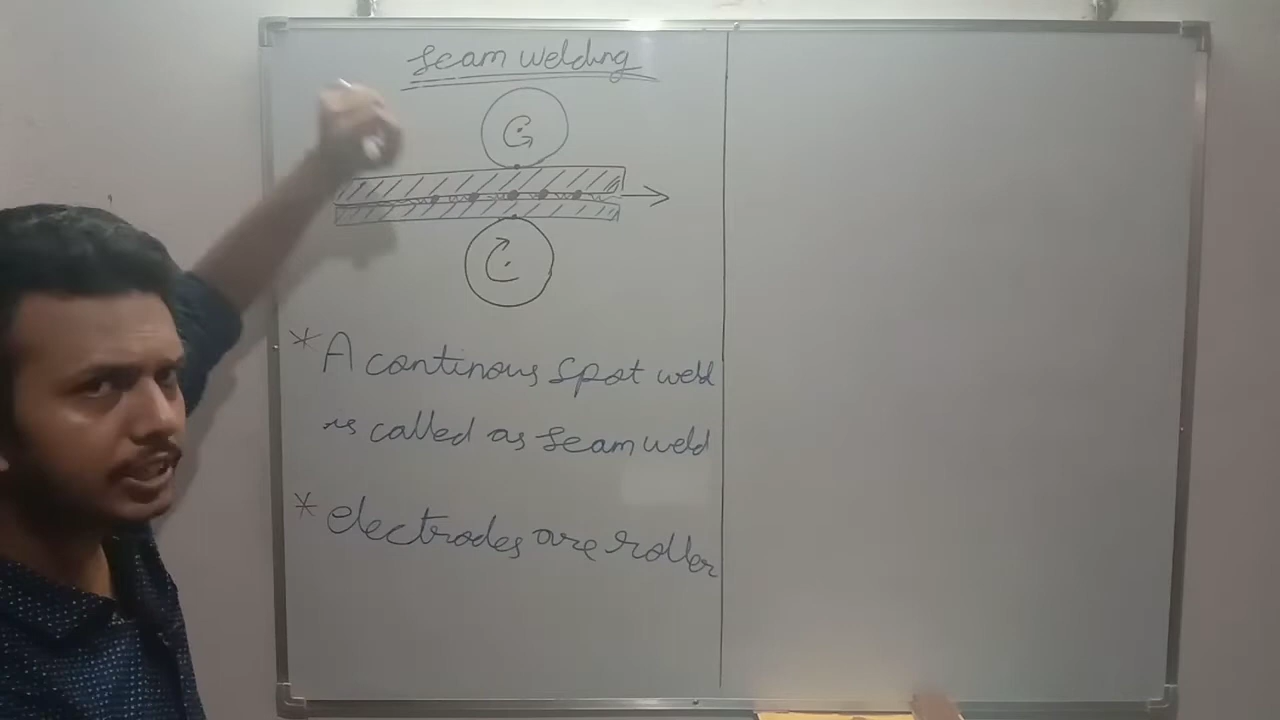 Seam welding
* A continous spot weld
is called as seam weld
* electrodes are roller